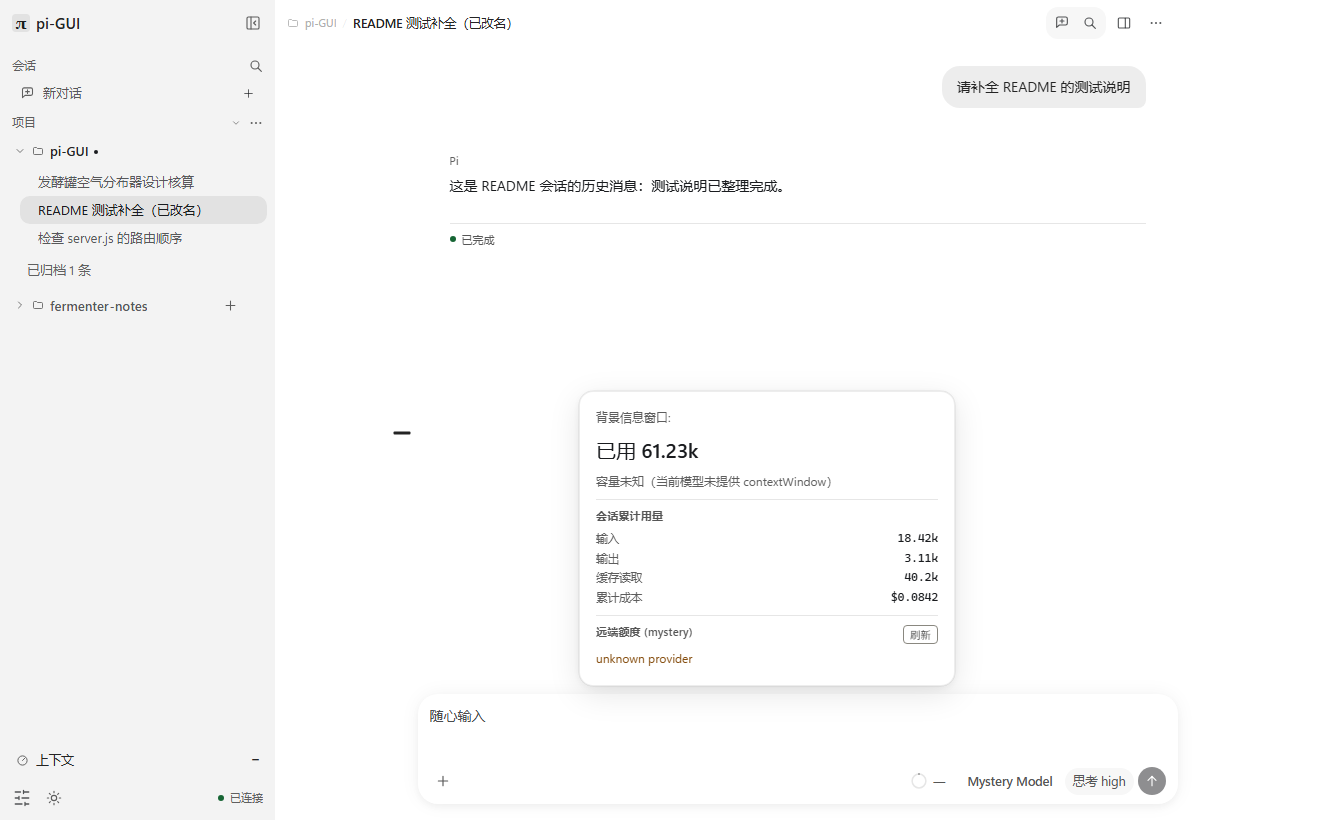 π pi-GUI
会话
新对话
项目
pi-GUI
发酵罐空气分布器设计核算
README 测试补全（已改名）
检查 server.js 的路由顺序
已归档 1 条
fermenter-notes
上下文 –
已连接
pi-GUI / README 测试补全（已改名）
请补全 README 的测试说明
Pi
这是 README 会话的历史消息：测试说明已整理完成。
已完成
背景信息窗口:
已用 61.23k
容量未知（当前模型未提供 contextWindow）
会话累计用量
输入 18.42k
输出 3.11k
缓存读取 40.2k
累计成本 $0.0842
远端额度 (mystery) 刷新
unknown provider
随心输入
— Mystery Model 思考 high